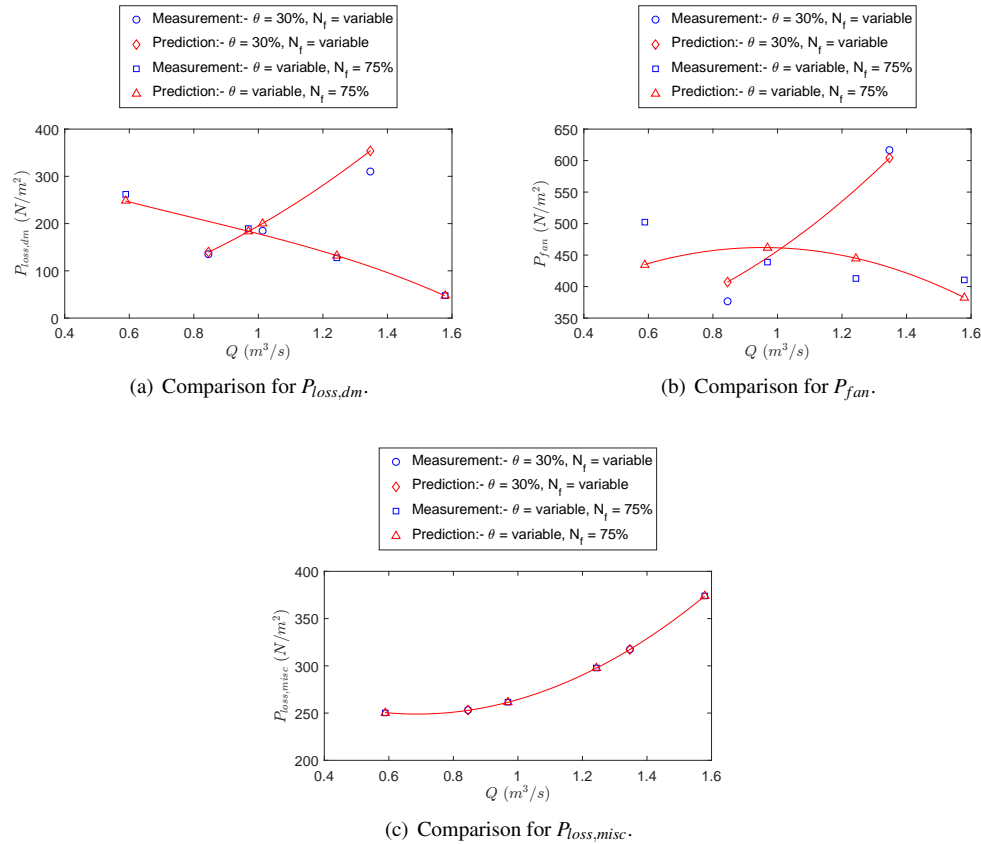 Measurement:- θ = 30%, N_f = variable
Prediction:- θ = 30%, N_f = variable
Measurement:- θ = variable, N_f = 75%
Prediction:- θ = variable, N_f = 75%
400
300
200
100
0
P_loss,dm (N/m²)
0.4 0.6 0.8 1 1.2 1.4 1.6
Q (m³/s)
(a) Comparison for P_loss,dm.
Measurement:- θ = 30%, N_f = variable
Prediction:- θ = 30%, N_f = variable
Measurement:- θ = variable, N_f = 75%
Prediction:- θ = variable, N_f = 75%
650
600
550
500
450
400
350
P_fan (N/m²)
0.4 0.6 0.8 1 1.2 1.4 1.6
Q (m³/s)
(b) Comparison for P_fan.
Measurement:- θ = 30%, N_f = variable
Prediction:- θ = 30%, N_f = variable
Measurement:- θ = variable, N_f = 75%
Prediction:- θ = variable, N_f = 75%
400
350
300
250
200
P_loss,misc (N/m²)
0.4 0.6 0.8 1 1.2 1.4 1.6
Q (m³/s)
(c) Comparison for P_loss,misc.